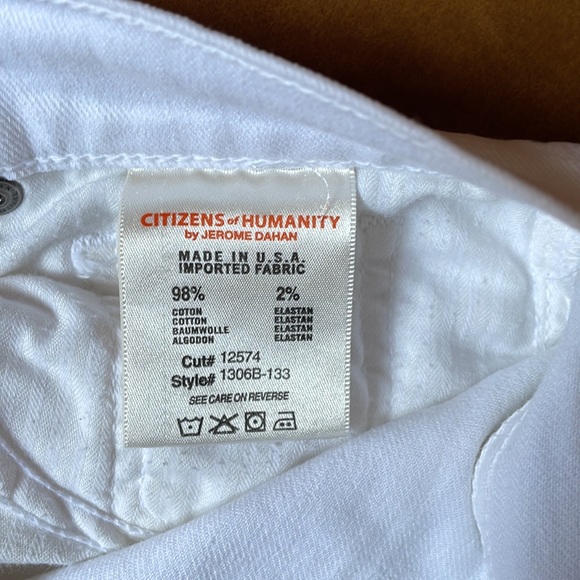 CITIZENS of HUMANITY
by JEROME DAHAN
MADE IN U.S.A.
IMPORTED FABRIC
98% 2%
COTON ELASTAN
COTTON ELASTAN
BAUMWOLLE ELASTAN
ALGODON ELASTAN
Cut# 12574
Style# 1306B-133
SEE CARE ON REVERSE